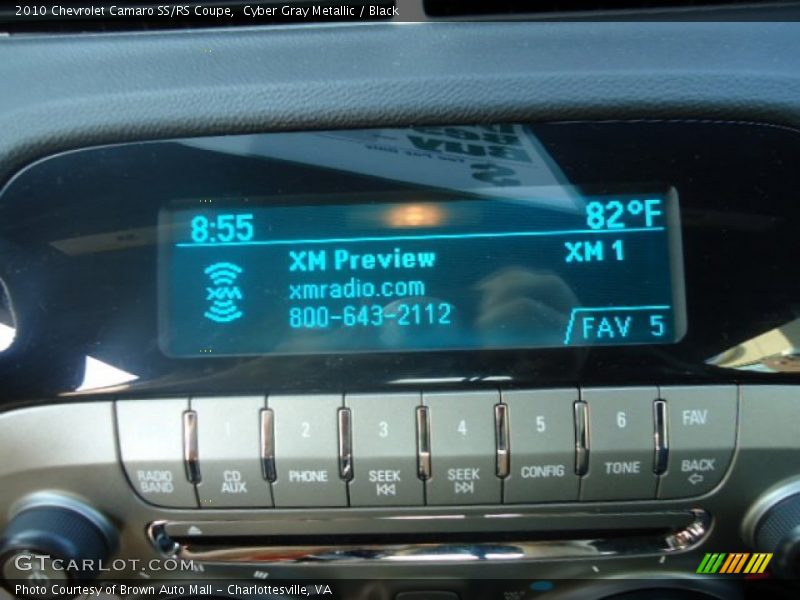 2010 Chevrolet Camaro SS/RS Coupe,  Cyber Gray Metallic / Black
8:55
82°F
XM Preview
XM 1
xmradio.com
XM
800-643-2112
FAV 5
1
2
3
4
5
6
FAV
RADIO
BAND
CD
AUX
PHONE
SEEK
SEEK
CONFIG
TONE
BACK
GTCARLOT.COM
Photo Courtesy of Brown Auto Mall - Charlottesville, VA